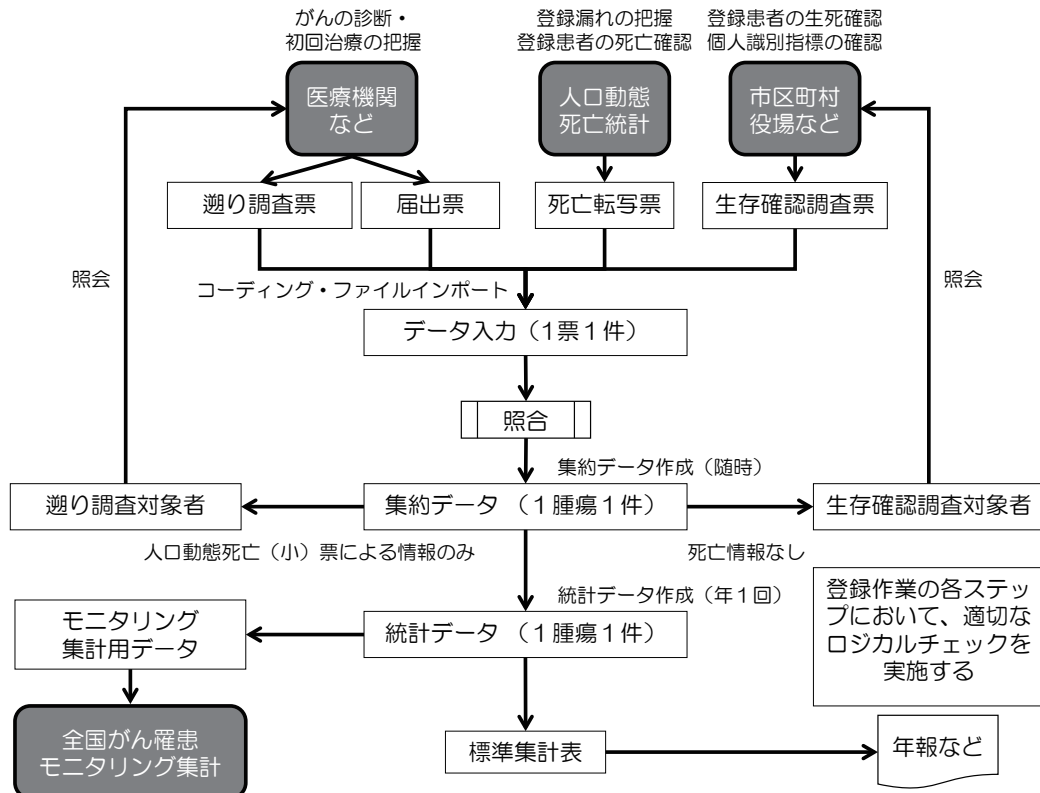 がんの診断・
初回治療の把握
登録漏れの把握
登録患者の死亡確認
登録患者の生死確認
個人識別指標の確認
医療機関
など
人口動態
死亡統計
市区町村
役場など
遡り調査票
届出票
死亡転写票
生存確認調査票
照会
照会
コーディング・ファイルインポート
データ入力（1票1件）
照合
集約データ作成（随時）
遡り調査対象者
集約データ （1腫瘍1件）
生存確認調査対象者
人口動態死亡（小）票による情報のみ
死亡情報なし
統計データ作成（年1回）
モニタリング
集計用データ
統計データ （1腫瘍1件）
登録作業の各ステッ
プにおいて、適切な
ロジカルチェックを
実施する
全国がん罹患
モニタリング集計
標準集計表
年報など